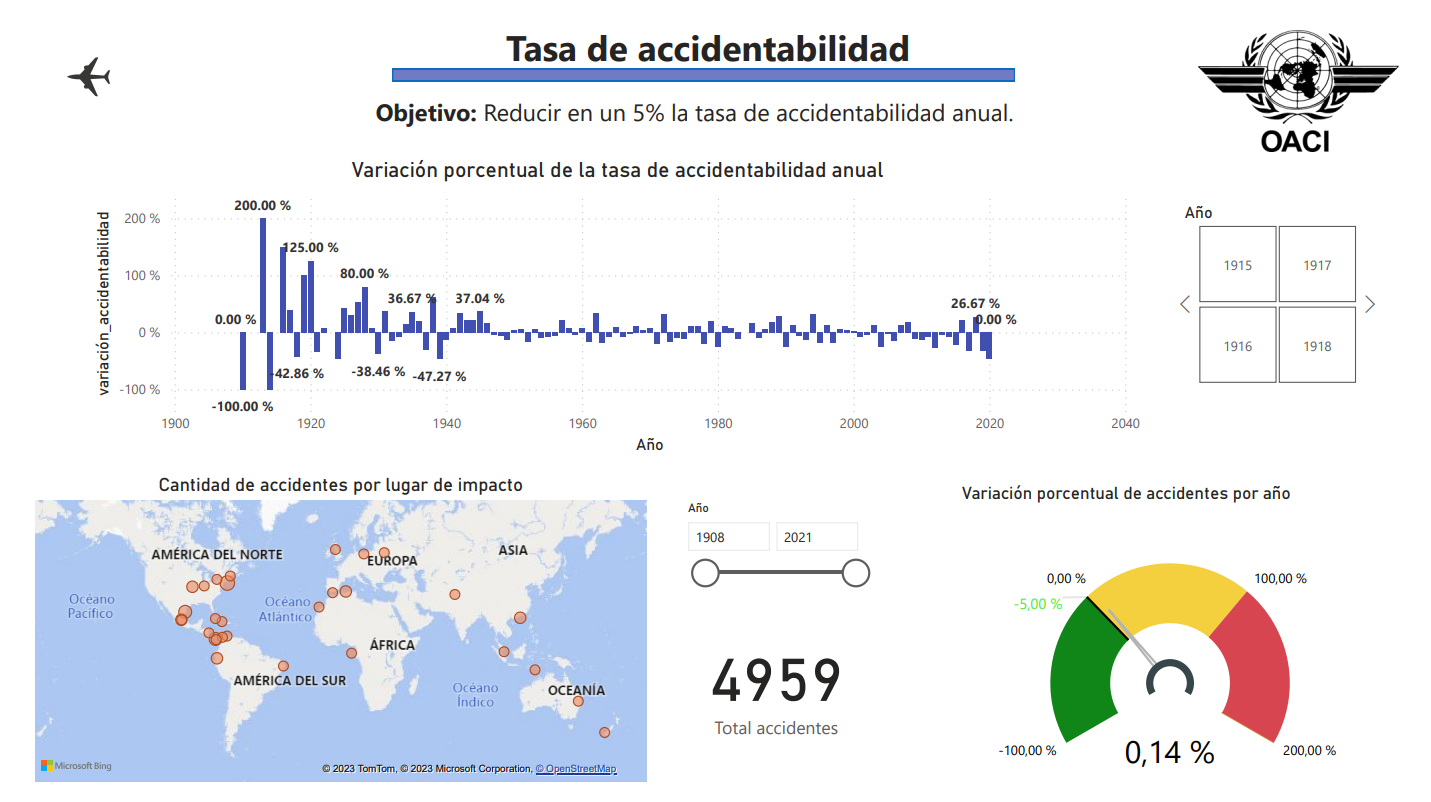 Tasa de accidentabilidad
Objetivo: Reducir en un 5% la tasa de accidentabilidad anual.
OACI
Variación porcentual de la tasa de accidentabilidad anual
variación_accidentabilidad
200 %
100 %
0 %
-100 %
200.00 %
125.00 %
80.00 %
36.67 %
37.04 %
26.67 %
0.00 %
0.00 %
-42.86 %
-38.46 %
-47.27 %
-100.00 %
1900 1920 1940 1960 1980 2000 2020 2040
Año
Año
1915 1917
1916 1918
Cantidad de accidentes por lugar de impacto
AMÉRICA DEL NORTE
EUROPA
ASIA
Océano
Pacífico
Océano
Atlántico
ÁFRICA
AMÉRICA DEL SUR
Océano
Índico
OCEANÍA
Microsoft Bing
© 2023 TomTom, © 2023 Microsoft Corporation, © OpenStreetMap
Año
1908 2021
4959
Total accidentes
Variación porcentual de accidentes por año
0,00 %
100,00 %
-5,00 %
-100,00 %
0,14 %
200,00 %